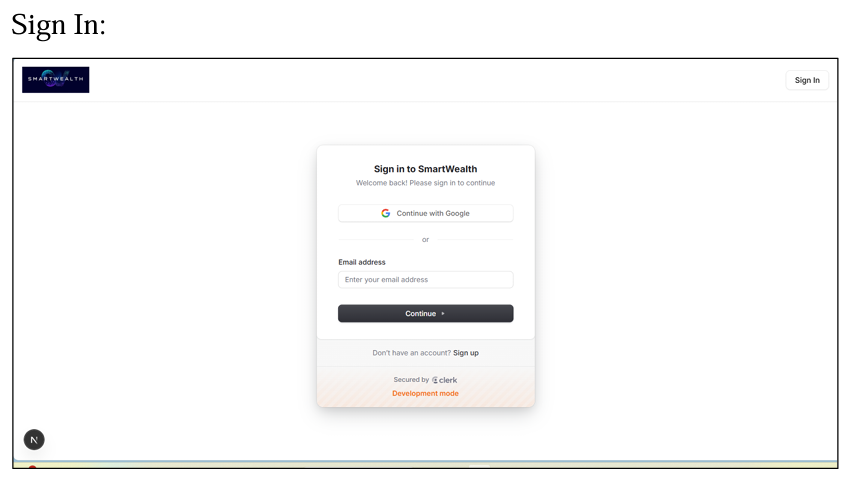 Sign In:
SMARTWEALTH
Sign In
Sign in to SmartWealth
Welcome back! Please sign in to continue
Continue with Google
or
Email address
Enter your email address
Continue
Don't have an account? Sign up
Secured by clerk
Development mode
N